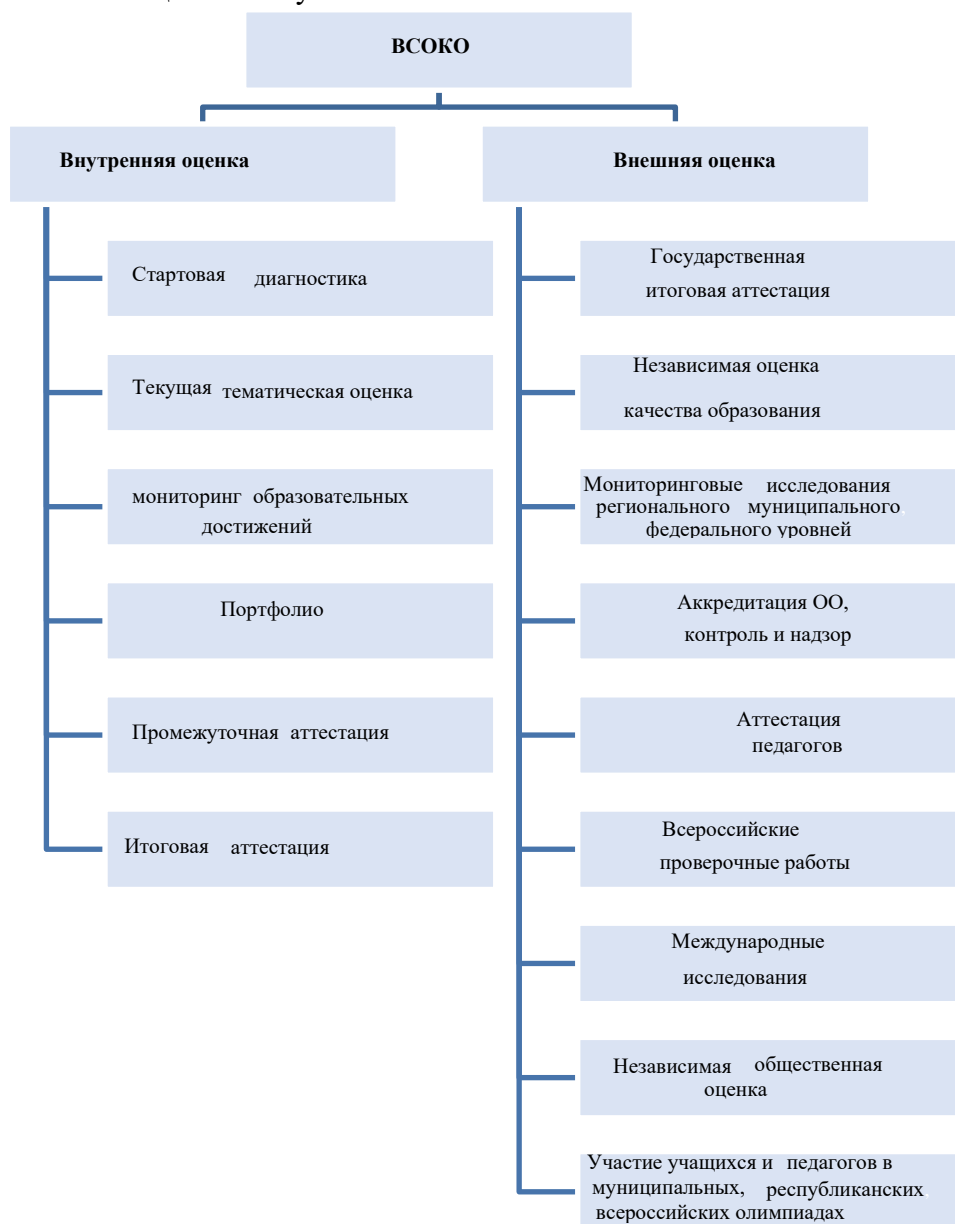 ВСОКО
Внутренняя оценка
Стартовая диагностика
Текущая тематическая оценка
мониторинг образовательных
достижений
Портфолио
Промежуточная аттестация
Итоговая аттестация
Внешняя оценка
Государственная
итоговая аттестация
Независимая оценка
качества образования
Мониторинговые исследования
регионального муниципального,
федерального уровней
Аккредитация ОО,
контроль и надзор
Аттестация
педагогов
Всероссийские
проверочные работы
Международные
исследования
Независимая общественная
оценка
Участие учащихся и педагогов в
муниципальных, республиканских,
всероссийских олимпиадах